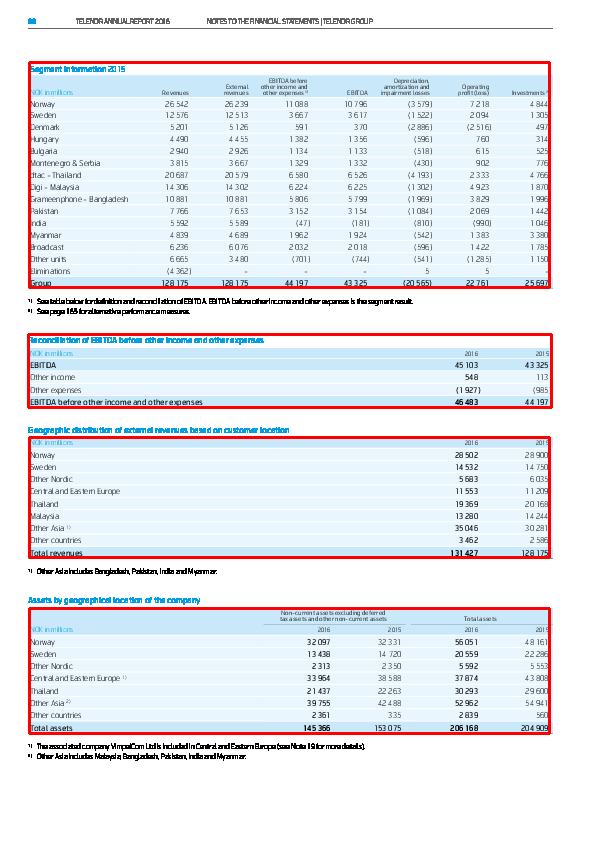 88 TELENOR ANNUAL REPORT 2016 NOTES TO THE FINANCIAL STATEMENTS | TELENOR GROUP
Segment information 2015
NOK in millions Revenues External revenues EBITDA before other income and other expenses 1) EBITDA Depreciation, amortization and impairment losses Operating profit (loss) Investments 2)
Norway 26 542 26 239 11 088 10 796 (3 579) 7 218 4 844
Sweden 12 576 12 513 3 667 3 617 (1 522) 2 094 1 305
Denmark 5 201 5 126 591 370 (2 886) (2 516) 497
Hungary 4 490 4 455 1 382 1 356 (596) 760 314
Bulgaria 2 940 2 926 1 134 1 133 (518) 615 525
Montenegro & Serbia 3 815 3 667 1 329 1 332 (430) 902 776
dtac – Thailand 20 687 20 579 6 580 6 526 (4 193) 2 333 4 766
Digi – Malaysia 14 306 14 302 6 224 6 225 (1 302) 4 923 1 870
Grameenphone – Bangladesh 10 881 10 881 5 806 5 799 (1 969) 3 829 1 996
Pakistan 7 766 7 653 3 152 3 154 (1 084) 2 069 1 442
India 5 592 5 589 (47) (181) (810) (990) 1 046
Myanmar 4 839 4 689 1 962 1 924 (542) 1 383 3 380
Broadcast 6 236 6 076 2 032 2 018 (596) 1 422 1 785
Other units 6 665 3 480 (701) (744) (541) (1 285) 1 150
Eliminations (4 362) – – – 5 5 –
Group 128 175 128 175 44 197 43 325 (20 565) 22 761 25 697
1) See table below for definition and reconciliation of EBITDA. EBITDA before other income and other expenses is the segment result.
2) See page 165 for alternative performance measures.
Reconciliation of EBITDA before other income and other expenses
NOK in millions 2016 2015
EBITDA 45 103 43 325
Other income 548 113
Other expenses (1 927) (985
EBITDA before other income and other expenses 46 483 44 197
Geographic distribution of external revenues based on customer location
NOK in millions 2016 2015
Norway 28 502 28 900
Sweden 14 532 14 750
Other Nordic 5 683 6 035
Central and Eastern Europe 11 553 11 209
Thailand 19 369 20 168
Malaysia 13 280 14 244
Other Asia 1) 35 046 30 281
Other countries 3 462 2 586
Total revenues 131 427 128 175
1) Other Asia includes Bangladesh, Pakistan, India and Myanmar.
Assets by geographical location of the company
Non-current assets excluding deferred tax assets and other non-current assets Total assets
NOK in millions 2016 2015 2016 2015
Norway 32 097 32 331 56 051 48 161
Sweden 13 438 14 720 20 559 22 286
Other Nordic 2 313 2 350 5 592 5 553
Central and Eastern Europe 1) 33 964 38 588 37 874 43 808
Thailand 21 437 22 263 30 293 29 600
Other Asia 2) 39 755 42 488 52 962 54 941
Other countries 2 361 335 2 839 560
Total assets 145 366 153 075 206 168 204 909
1) The associated company VimpelCom Ltd is included in Central and Eastern Europe (see Note 19 for more details).
2) Other Asia includes Malaysia, Bangladesh, Pakistan, India and Myanmar.